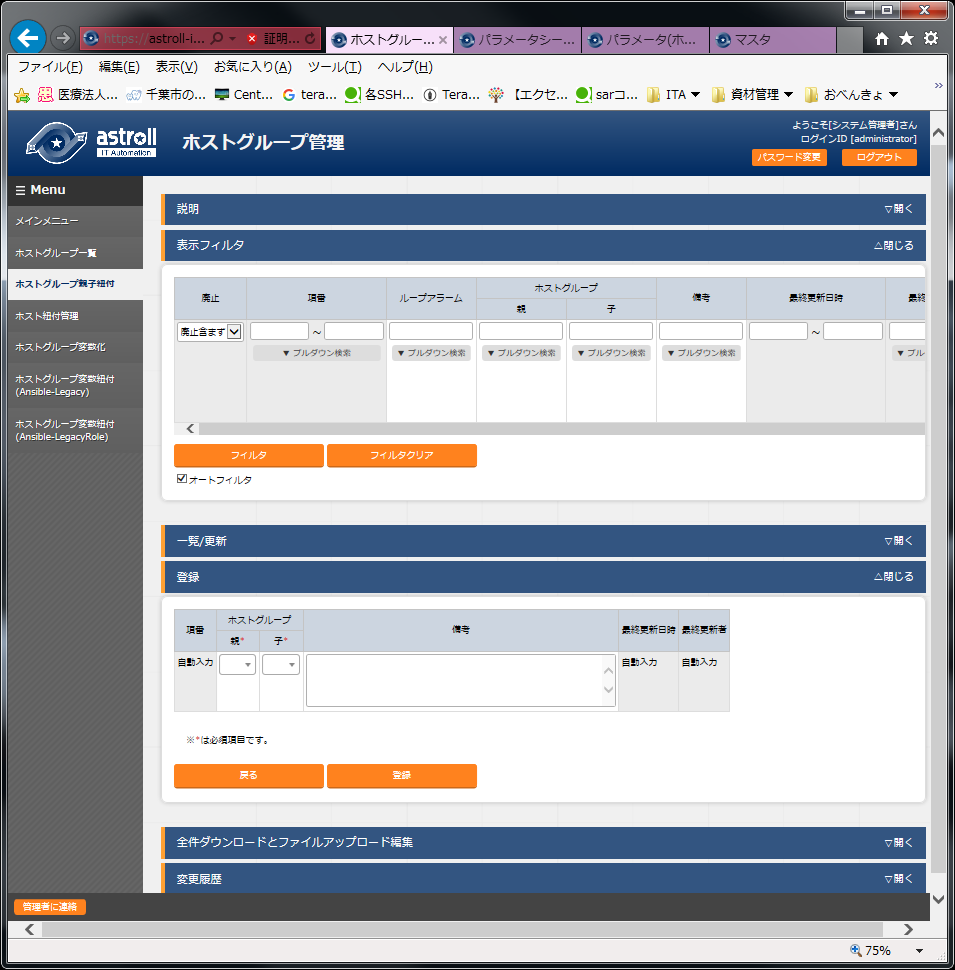 https://astroll-i...
証明...
ホストグルー...
パラメータシー...
パラメータ(ホ...
マスタ
ファイル(F) 編集(E) 表示(V) お気に入り(A) ツール(T) ヘルプ(H)
医療法人... 千葉市の... Cent... tera... 各SSH... Tera... 【エクセ... sarコ... ITA 資材管理 おべんきょ
astroll
IT Automation
ホストグループ管理
ようこそ[システム管理者]さん
ログインID [administrator]
パスワード変更 ログアウト
Menu
メインメニュー
ホストグループ一覧
ホストグループ親子紐付
ホスト紐付管理
ホストグループ変数化
ホストグループ変数紐付
(Ansible-Legacy)
ホストグループ変数紐付
(Ansible-LegacyRole)
説明 ▽開く
表示フィルタ △閉じる
廃止 項番 ループアラーム ホストグループ 備考 最終更新日時 最終
親 子
廃止含まず ~ ~
▼プルダウン検索 ▼プルダウン検索 ▼プルダウン検索 ▼プルダウン検索 ▼プルダウン検索 ▼プル
フィルタ フィルタクリア
オートフィルタ
一覧/更新 ▽開く
登録 △閉じる
項番 ホストグループ 備考 最終更新日時 最終更新者
親* 子*
自動入力 自動入力 自動入力
※*は必須項目です。
戻る 登録
全件ダウンロードとファイルアップロード編集 ▽開く
変更履歴 ▽開く
管理者に連絡
75%